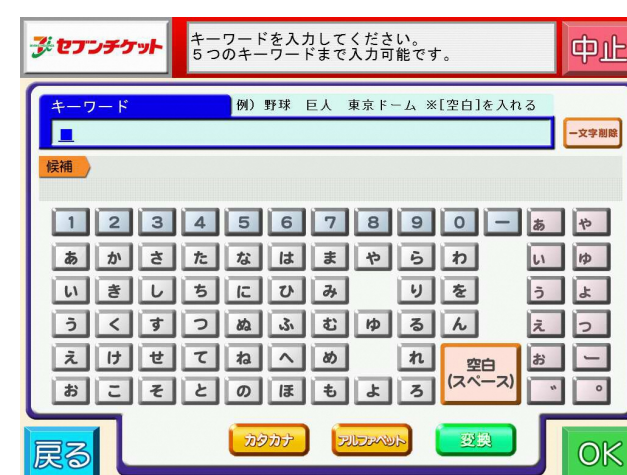 セブンチケット
キーワードを入力してください。
5つのキーワードまで入力可能です。
中止
キーワード
例) 野球 巨人 東京ドーム ※[空白]を入れる
一文字削除
候補
1 2 3 4 5 6 7 8 9 0 ー ぁ ゃ
あ か さ た な は ま や ら わ ぃ ゅ
い き し ち に ひ み り を ぅ ょ
う く す つ ぬ ふ む ゆ る ん ぇ っ
え け せ て ね へ め れ 空白 ぉ ー
(スペース)
お こ そ と の ほ も よ ろ ゛ ゜
戻る
カタカナ
アルファベット
変換
OK